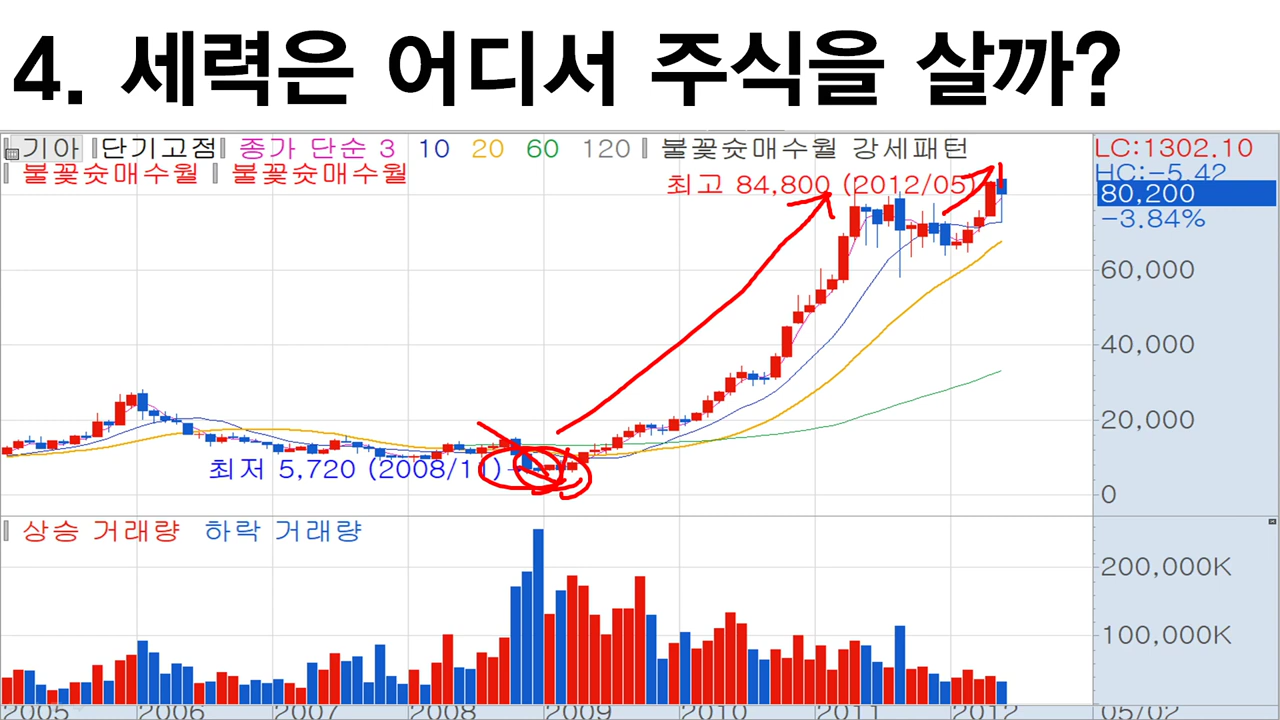 4. 세력은 어디서 주식을 살까?
기아 단기고점 종가 단순 3 10 20 60 120 불꽃슛매수월 강세패턴
불꽃슛매수월 불꽃슛매수월
최고 84,800 (2012/05)
LC:1302.10
HC:-5.42
80,200
-3.84%
60,000
40,000
20,000
0
최저 5,720 (2008/11)
상승 거래량 하락 거래량
200,000K
100,000K
2005 2006 2007 2008 2009 2010 2011 2012 05/02